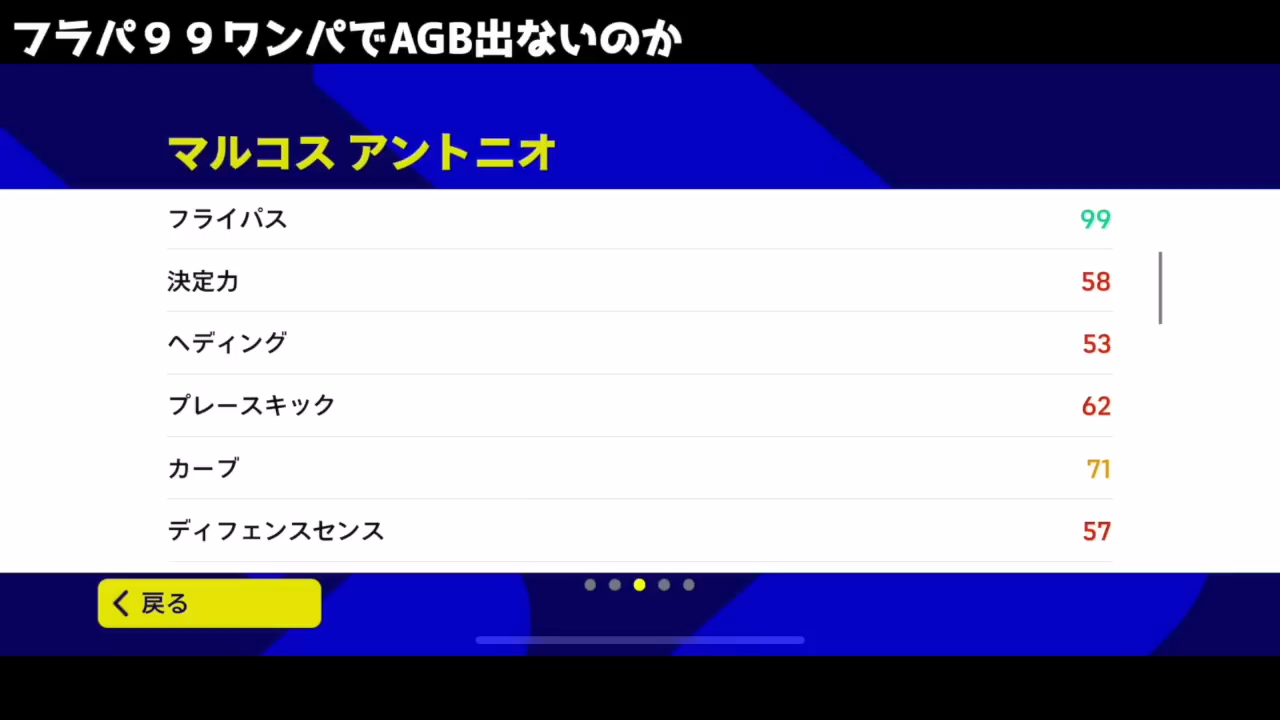 フラパ９９ワンパでAGB出ないのか
マルコス アントニオ
フライパス 99
決定力 58
ヘディング 53
プレースキック 62
カーブ 71
ディフェンスセンス 57
戻る